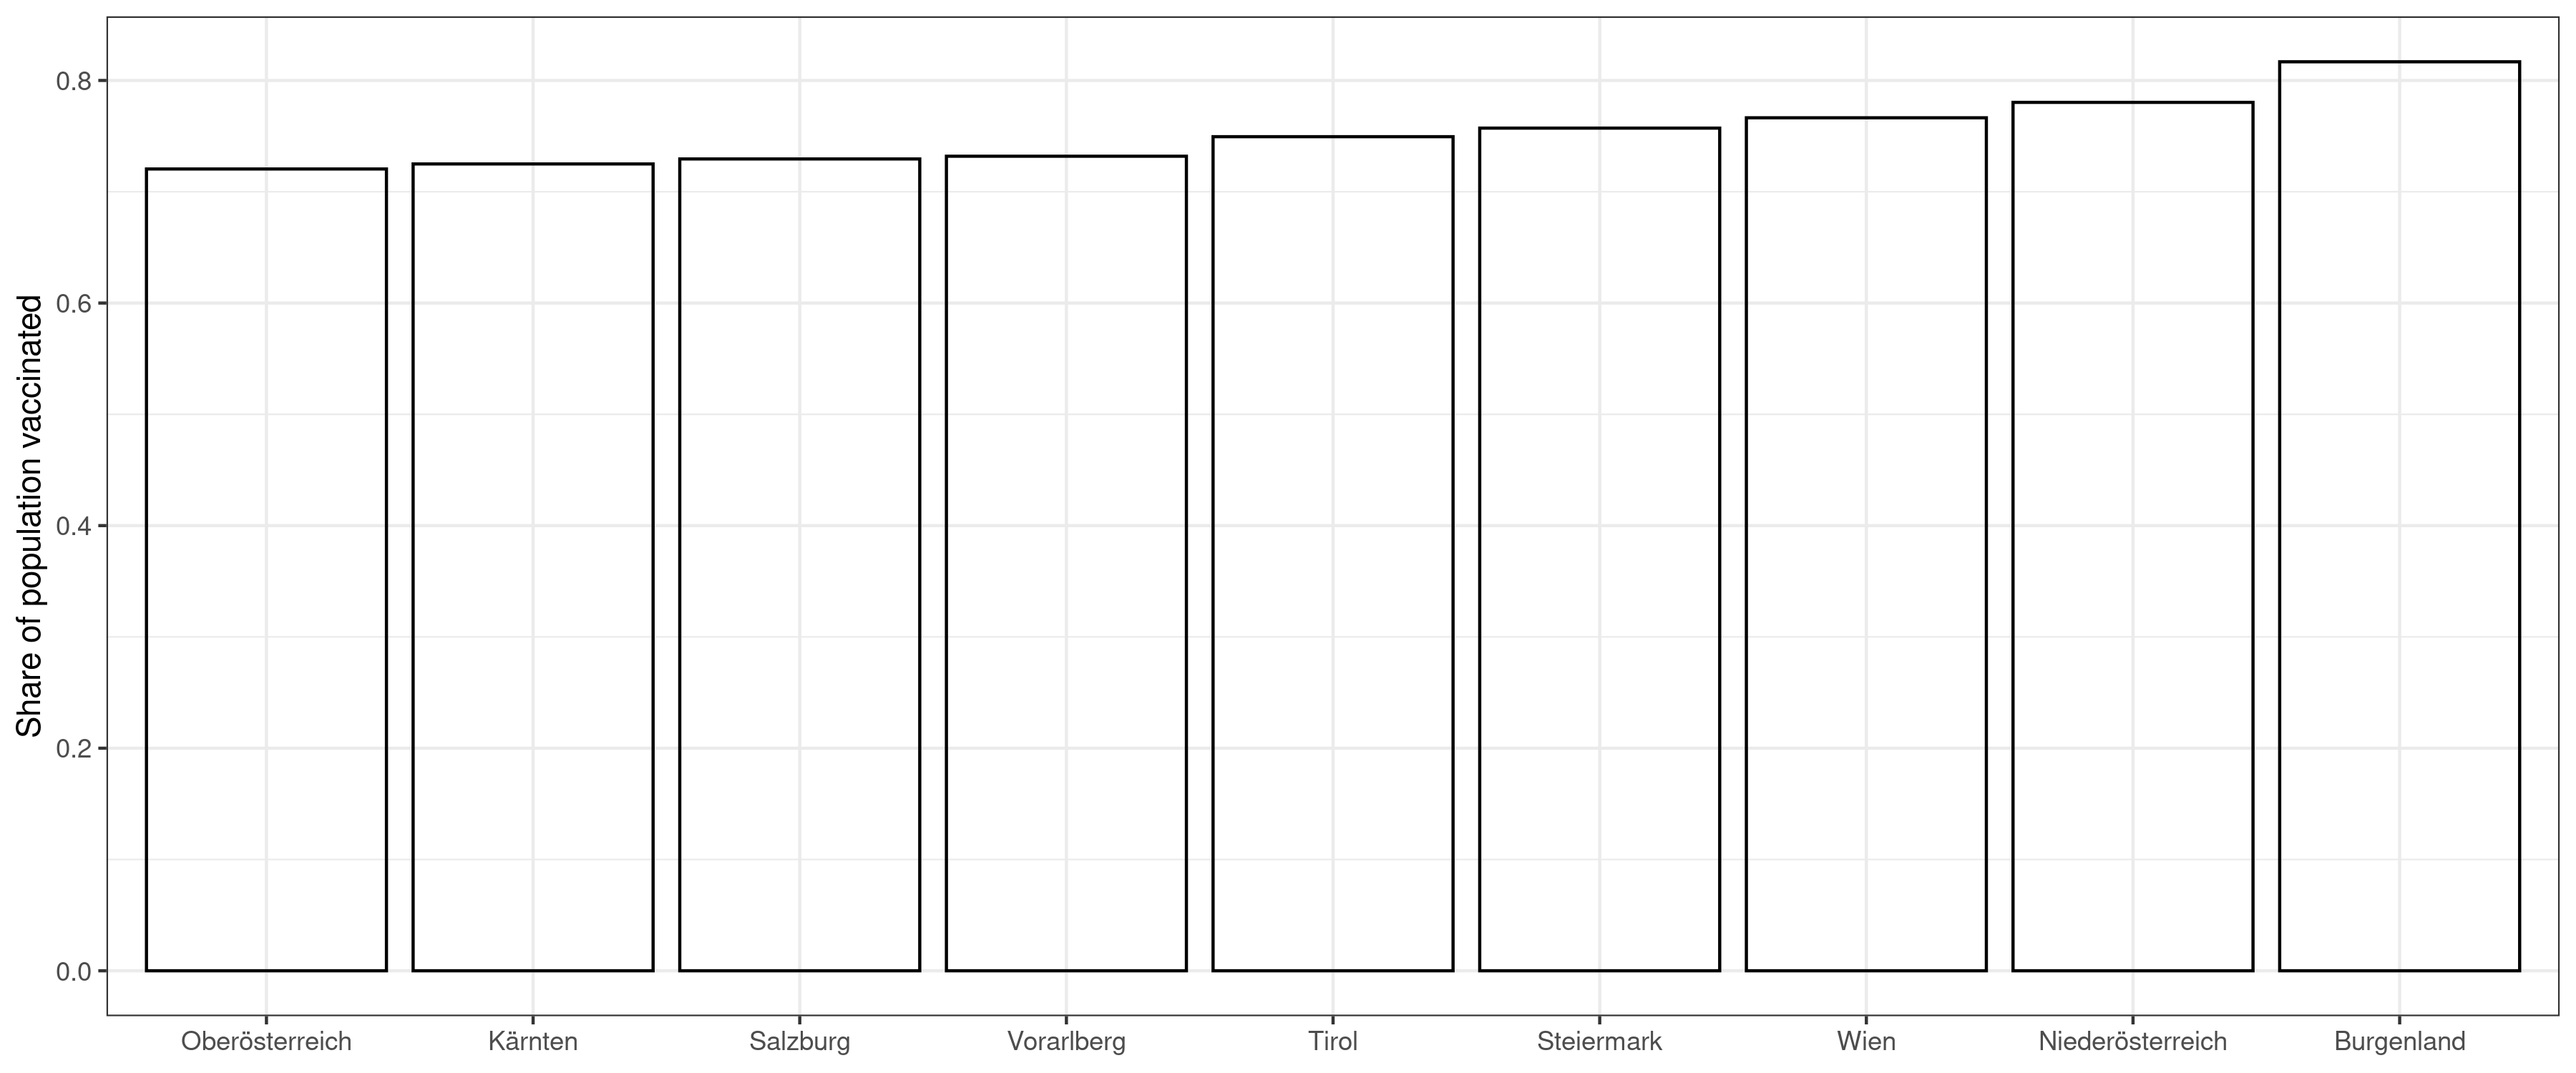 Share of population vaccinated
0.8
0.6
0.4
0.2
0.0
Oberösterreich Kärnten Salzburg Vorarlberg Tirol Steiermark Wien Niederösterreich Burgenland